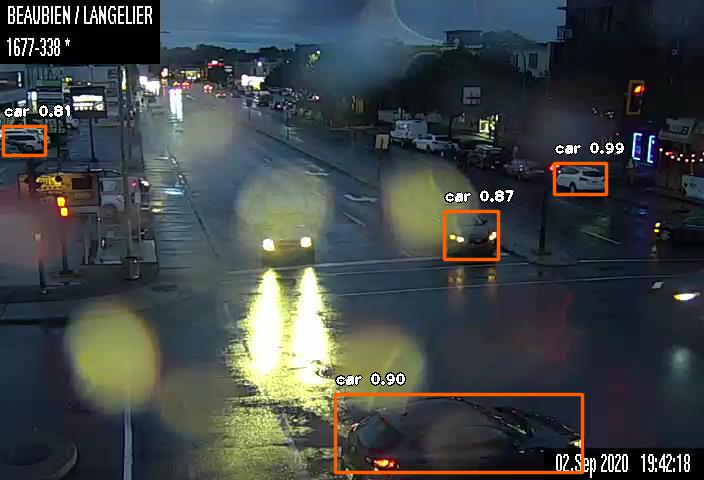 BEAUBIEN / LANGELIER
1677-338 *
car 0.81
car 0.99
car 0.87
car 0.90
02.Sep 2020 19:42:18